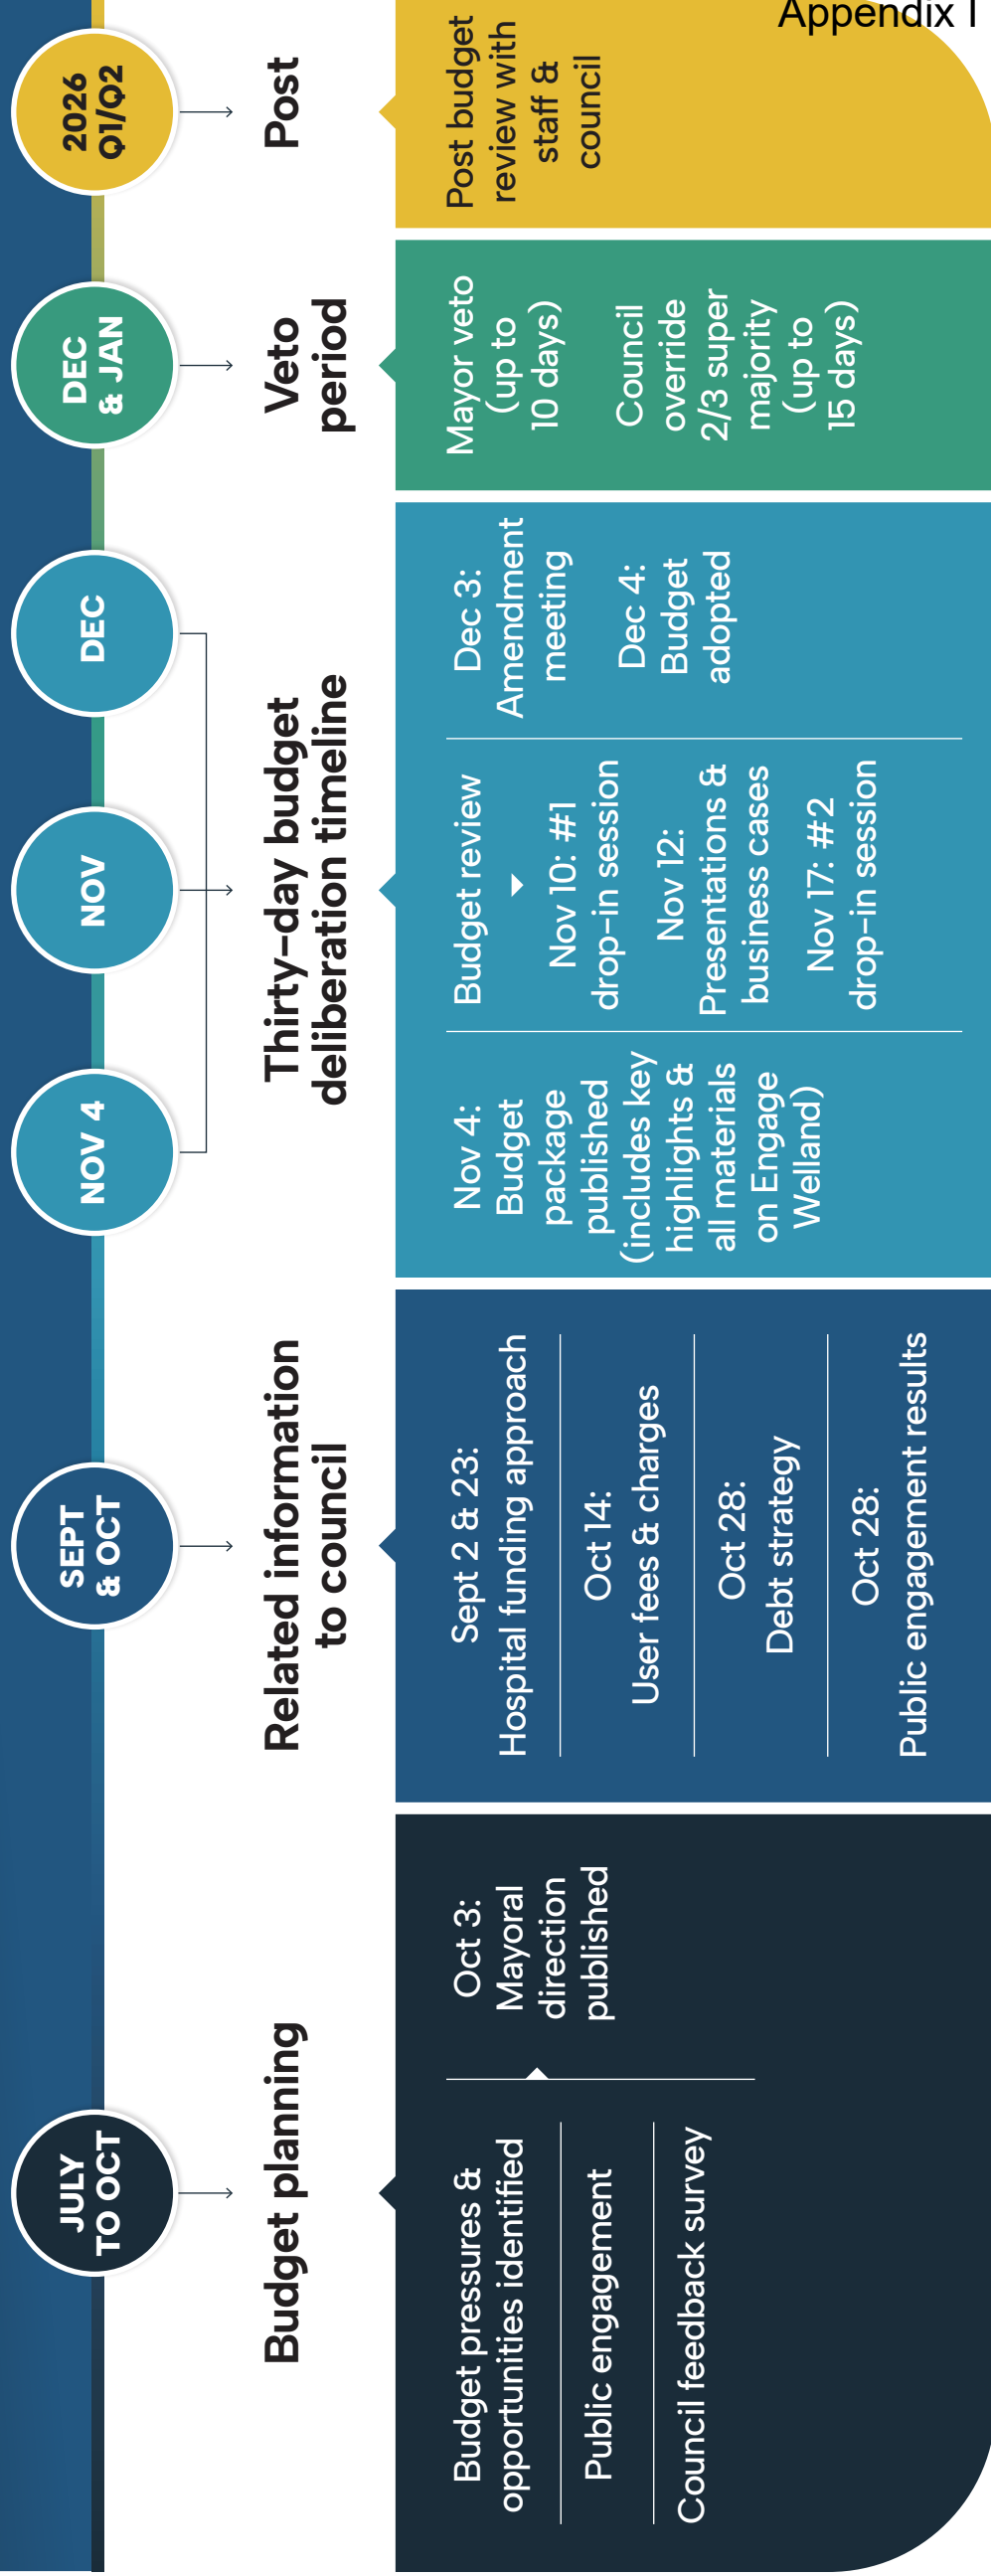 Appendix I
JULY
TO OCT
Budget planning
Budget pressures &
opportunities identified
Public engagement
Council feedback survey
Oct 3:
Mayoral
direction
published
SEPT
& OCT
Related information
to council
Sept 2 & 23:
Hospital funding approach
Oct 14:
User fees & charges
Oct 28:
Debt strategy
Oct 28:
Public engagement results
NOV 4
NOV
DEC
Thirty-day budget
deliberation timeline
Nov 4:
Budget
package
published
(includes key
highlights &
all materials
on Engage
Welland)
Budget review
Nov 10: #1
drop-in session
Nov 12:
Presentations &
business cases
Nov 17: #2
drop-in session
Dec 3:
Amendment
meeting
Dec 4:
Budget
adopted
DEC
& JAN
Veto
period
Mayor veto
(up to
10 days)
Council
override
2/3 super
majority
(up to
15 days)
2026
Q1/Q2
Post
Post budget
review with
staff &
council